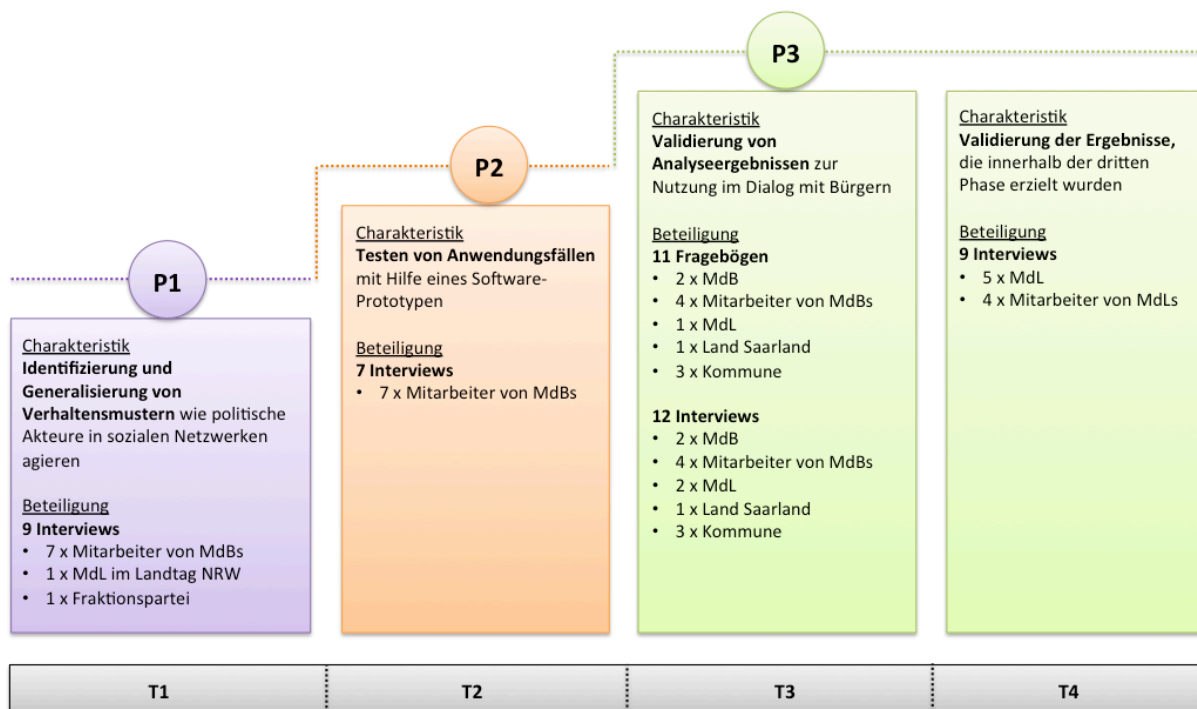 P1
Charakteristik
Identifizierung und
Generalisierung von
Verhaltensmustern wie politische
Akteure in sozialen Netzwerken
agieren
Beteiligung
9 Interviews
• 7 x Mitarbeiter von MdBs
• 1 x MdL im Landtag NRW
• 1 x Fraktionspartei
P2
Charakteristik
Testen von Anwendungsfällen
mit Hilfe eines Software-
Prototypen
Beteiligung
7 Interviews
• 7 x Mitarbeiter von MdBs
P3
Charakteristik
Validierung von
Analyseergebnissen zur
Nutzung im Dialog mit Bürgern
Beteiligung
11 Fragebögen
• 2 x MdB
• 4 x Mitarbeiter von MdBs
• 1 x MdL
• 1 x Land Saarland
• 3 x Kommune
12 Interviews
• 2 x MdB
• 4 x Mitarbeiter von MdBs
• 2 x MdL
• 1 x Land Saarland
• 3 x Kommune
Charakteristik
Validierung der Ergebnisse,
die innerhalb der dritten
Phase erzielt wurden
Beteiligung
9 Interviews
• 5 x MdL
• 4 x Mitarbeiter von MdLs
T1
T2
T3
T4